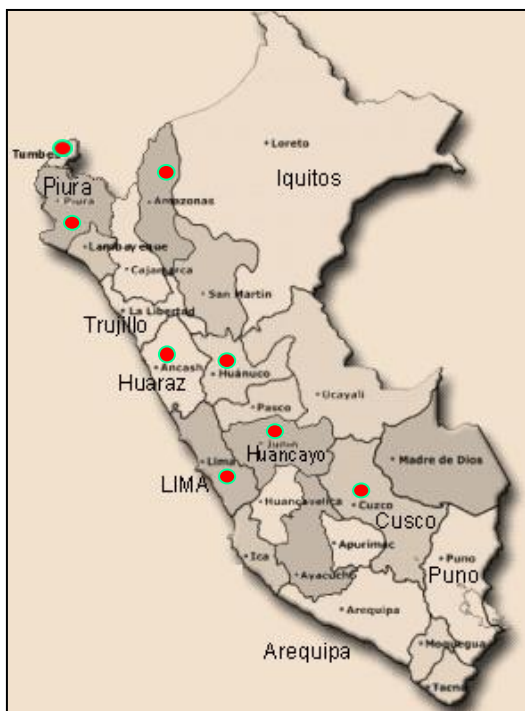 Loreto
Tumbes
Iquitos
Piura
Piura
Amazonas
Lambayeque
Cajamarca
San Martin
La Libertad
Trujillo
Ancash
Huánuco
Huaraz
Ucayali
Pasco
Junin
Huancayo
Lima
Madre de Dios
LIMA
Huancavelica
Cuzco
CUSCO
Apurimac
Ica
Ayacucho
Puno
Puno
Arequipa
Arequipa
Moquegua
Tacna